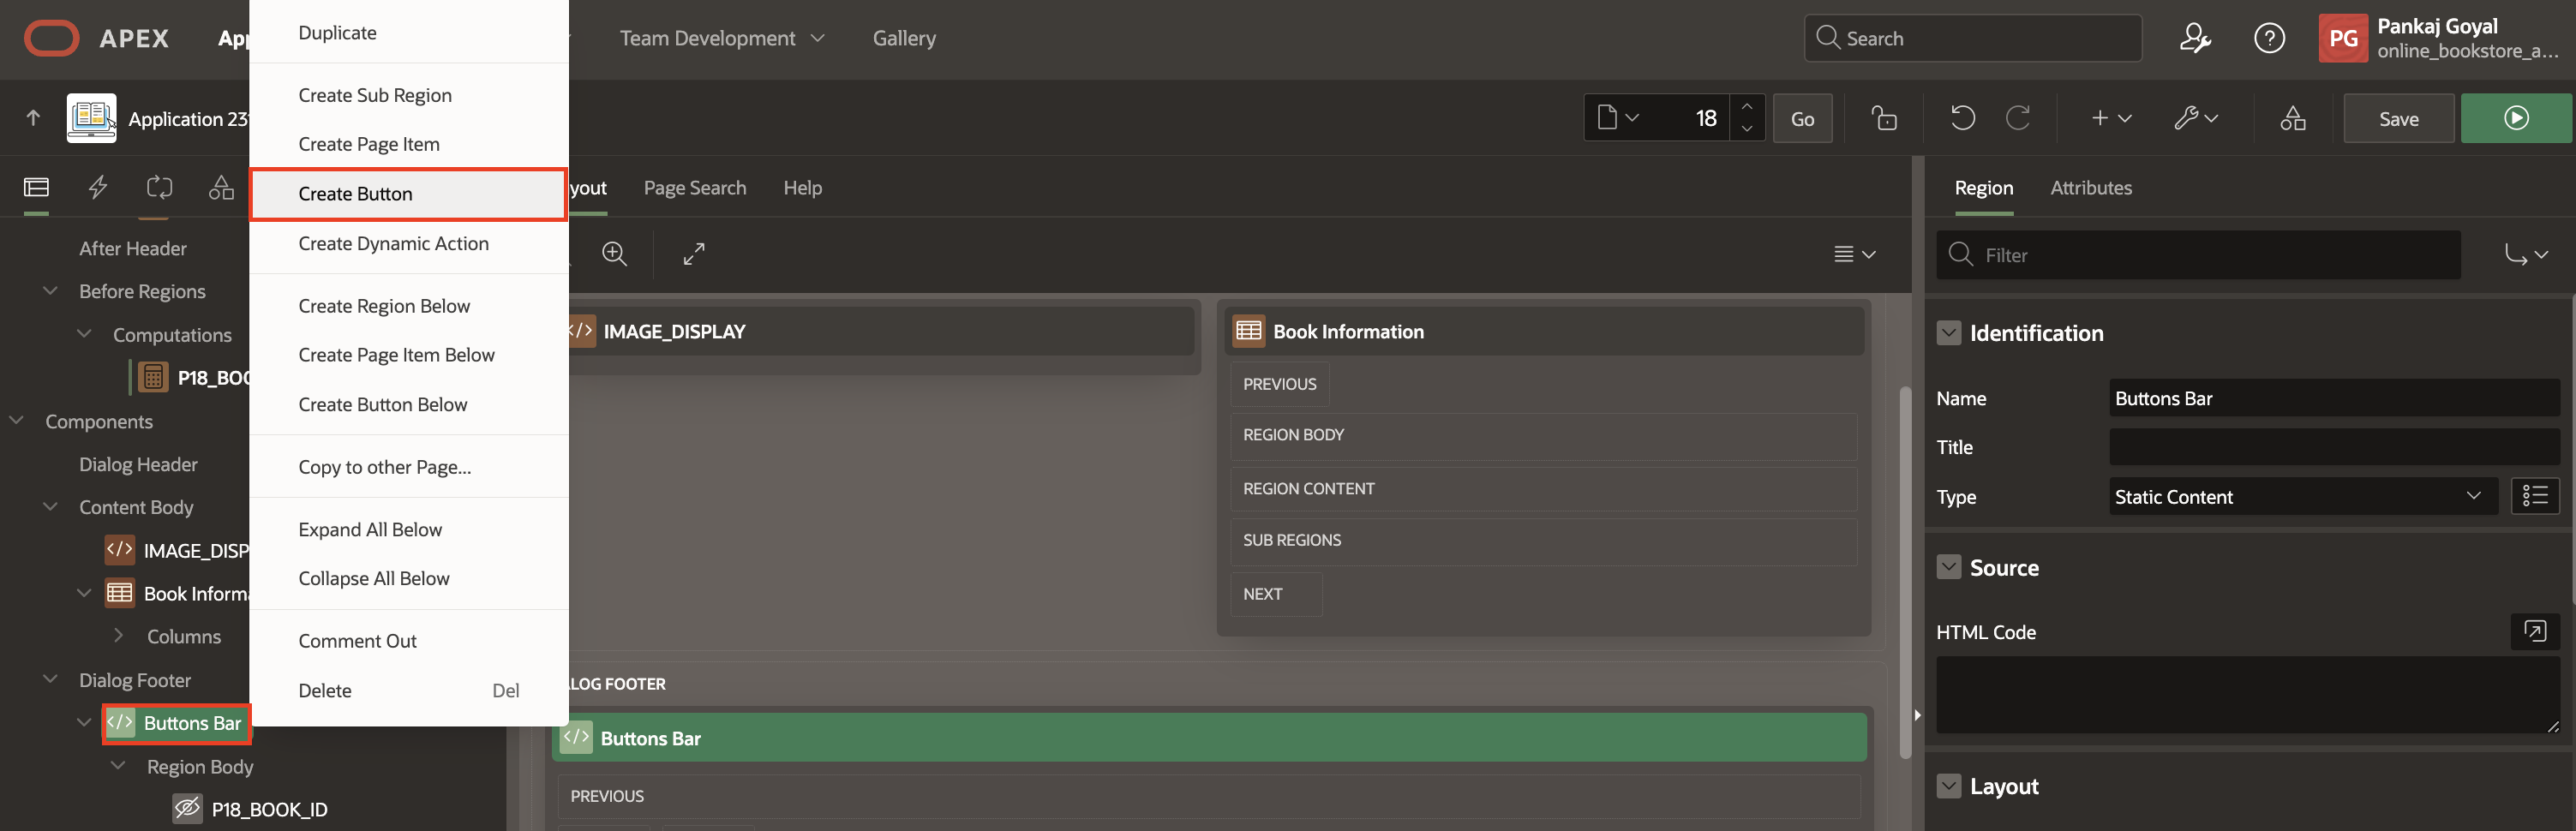 APEX
App
Team Development
Gallery
Search
PG
Pankaj Goyal
online_bookstore_a...
Application 23
18
Go
Save
yout
Page Search
Help
Region
Attributes
Filter
After Header
Before Regions
Computations
P18_BOO
Components
Dialog Header
Content Body
IMAGE_DISP
Book Informa
Columns
Dialog Footer
Buttons Bar
Region Body
P18_BOOK_ID
Duplicate
Create Sub Region
Create Page Item
Create Button
Create Dynamic Action
Create Region Below
Create Page Item Below
Create Button Below
Copy to other Page...
Expand All Below
Collapse All Below
Comment Out
Delete Del
IMAGE_DISPLAY
Book Information
PREVIOUS
REGION BODY
REGION CONTENT
SUB REGIONS
NEXT
ALOG FOOTER
Buttons Bar
PREVIOUS
Identification
Name Buttons Bar
Title
Type Static Content
Source
HTML Code
Layout